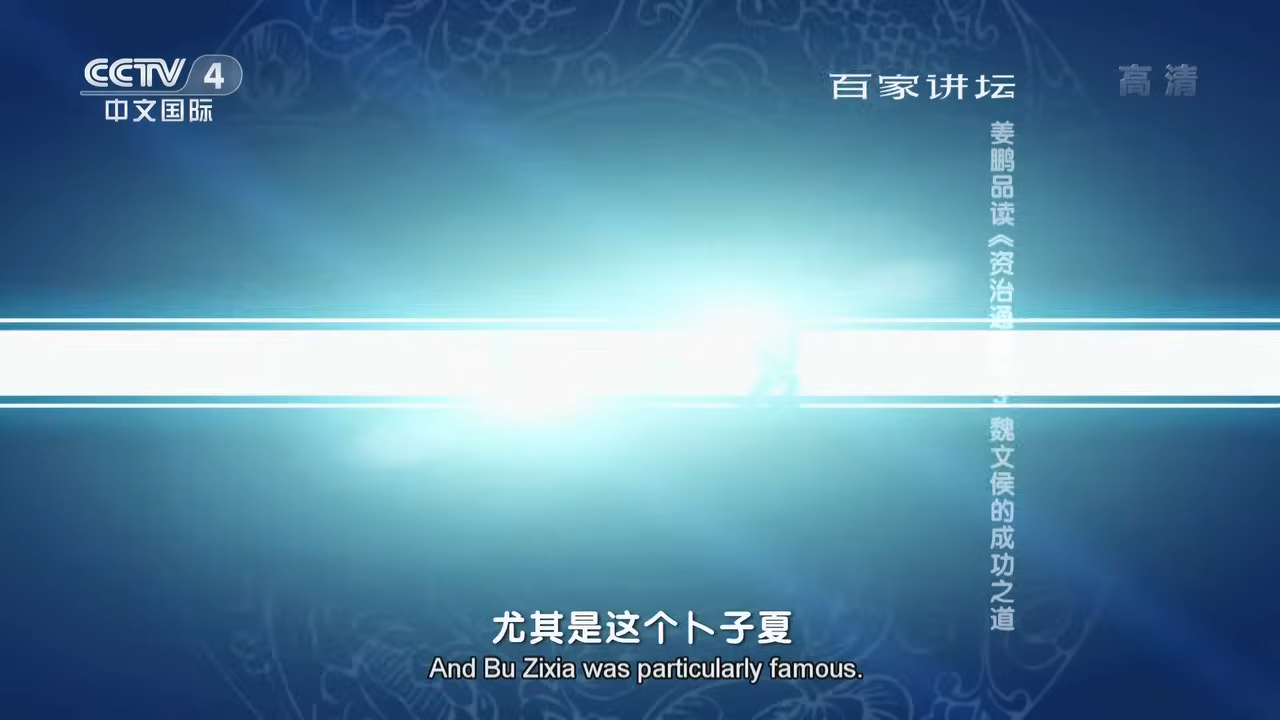 CCTV 4
中文国际
百家讲坛
高清
姜鹏品读《资治通
魏文侯的成功之道
尤其是这个卜子夏
And Bu Zixia was particularly famous.